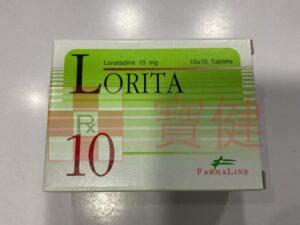 Loratadine 10 mg 10x10 Tablets
LORITA
Rx
寶健
10
FARMALINE